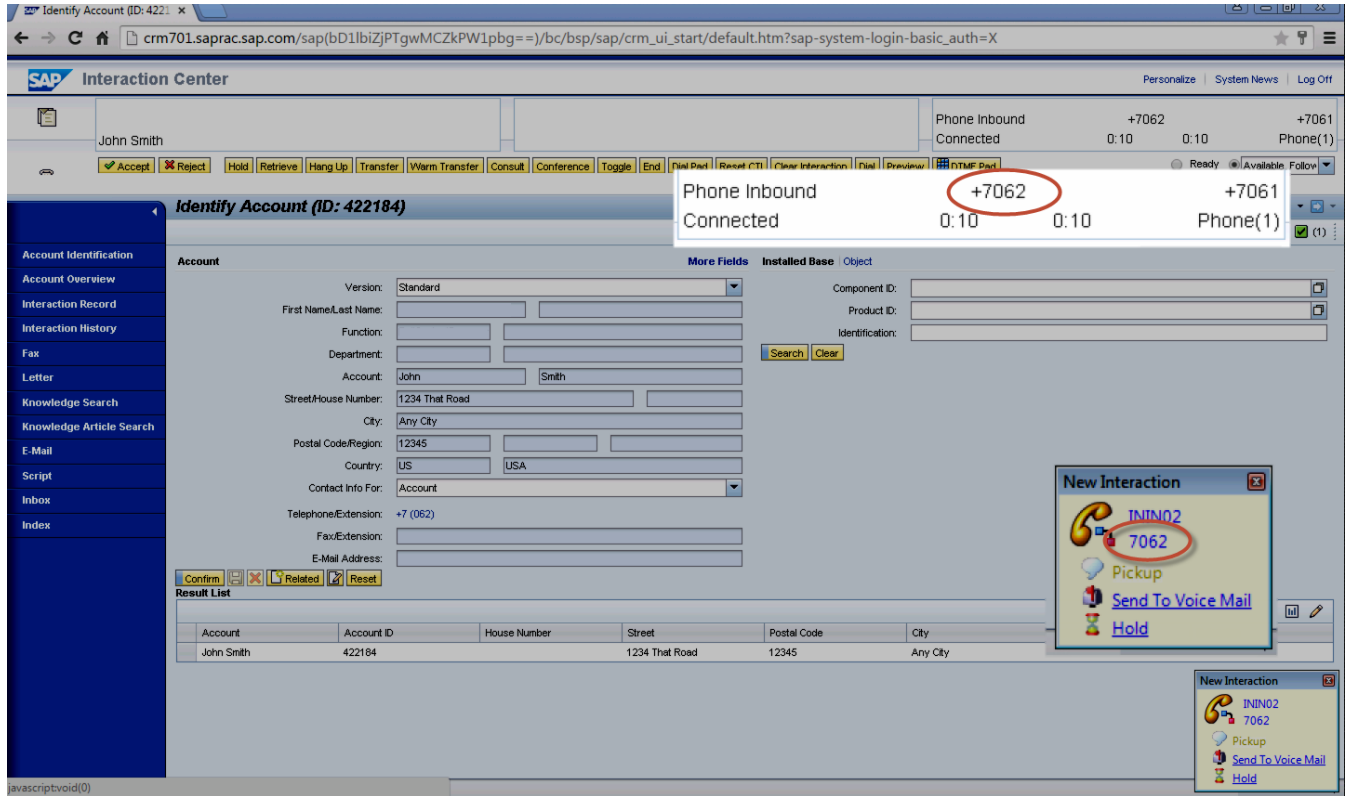 Identify Account (ID: 4221
crm701.saprac.sap.com/sap(bD1lbiZjPTgwMCZkPW1pbg==)/bc/bsp/sap/crm_ui_start/default.htm?sap-system-login-basic_auth=X
SAP Interaction Center
Personalize | System News | Log Off
Phone Inbound +7062 +7061
John Smith
Connected 0:10 0:10 Phone(1)
Accept Reject Hold Retrieve Hang Up Transfer Warm Transfer Consult Conference Toggle End Dial Pad Reset CTI Clear Interaction Dial Preview DTMF Pad
Ready Available Follow
Phone Inbound +7062 +7061
Connected 0:10 0:10 Phone(1)
Identify Account (ID: 422184)
(1)
Account Identification
Account Overview
Interaction Record
Interaction History
Fax
Letter
Knowledge Search
Knowledge Article Search
E-Mail
Script
Inbox
Index
Account More Fields
Version: Standard
First Name/Last Name:
Function:
Department:
Account: John Smith
Street/House Number: 1234 That Road
City: Any City
Postal Code/Region: 12345
Country: US USA
Contact Info For: Account
Telephone/Extension: +7 (062)
Fax/Extension:
E-Mail Address:
Confirm Related Reset
Installed Base | Object
Component ID:
Product ID:
Identification:
Search Clear
Result List
Account Account ID House Number Street Postal Code City
John Smith 422184 1234 That Road 12345 Any City
New Interaction
ININ02
7062
Pickup
Send To Voice Mail
Hold
New Interaction
ININ02
7062
Pickup
Send To Voice Mail
Hold
javascript:void(0)